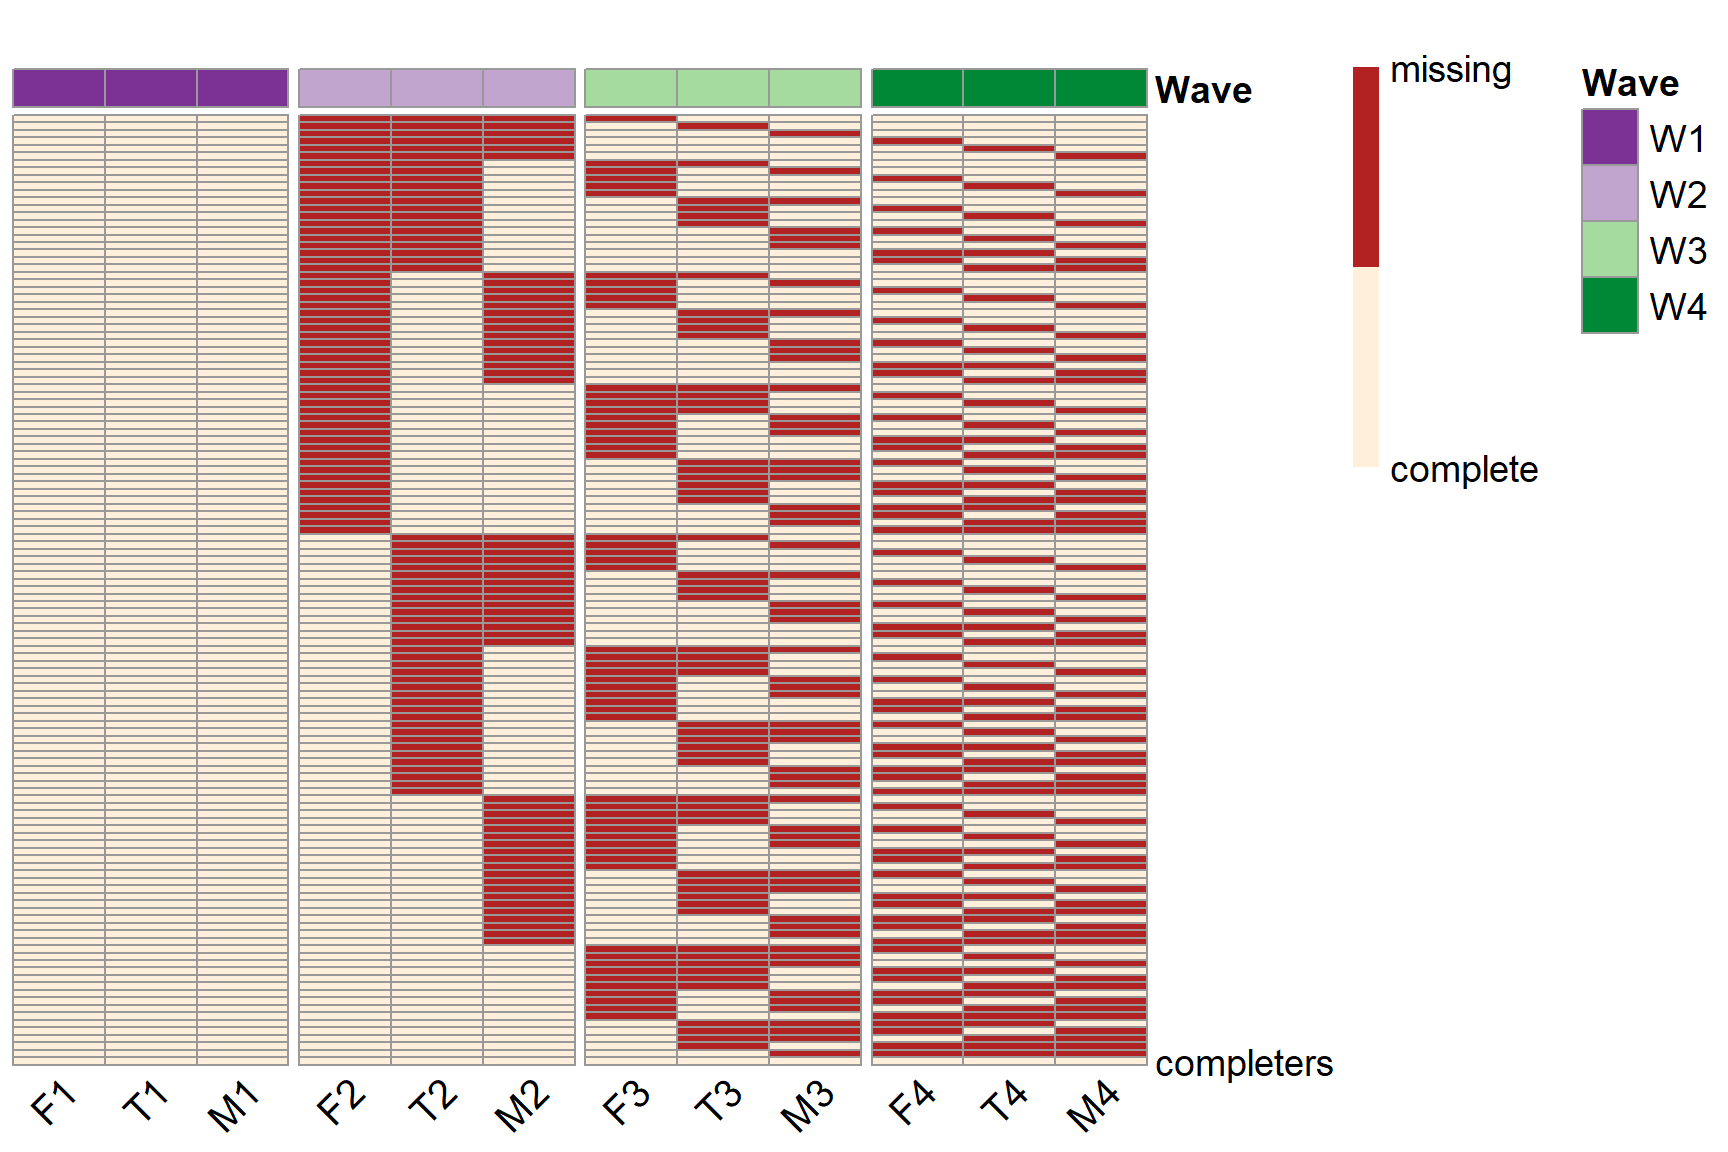 Wave
missing
complete
Wave
W1
W2
W3
W4
completers
F1 T1 M1 F2 T2 M2 F3 T3 M3 F4 T4 M4